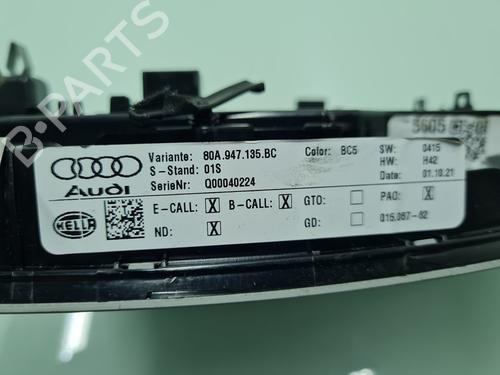 B-PARTS
Variante: 80A.947.135.BC Color: BC5 SW: 0415
S-Stand: 01S HW: H42
Audi SerieNr: Q00040224 Date: 01.10.21
E-CALL: X B-CALL: X GTO: PAO: X
HELLA ND: X GD: 015.067-02